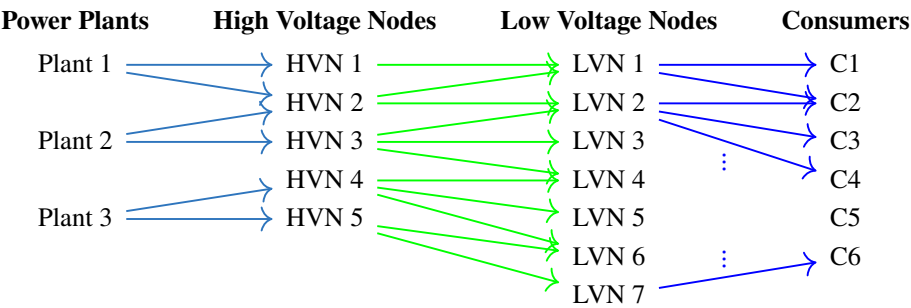 Power Plants High Voltage Nodes Low Voltage Nodes Consumers
Plant 1 HVN 1 LVN 1 C1
HVN 2 LVN 2 C2
Plant 2 HVN 3 LVN 3 C3
HVN 4 LVN 4 C4
Plant 3 HVN 5 LVN 5 C5
LVN 6 C6
LVN 7